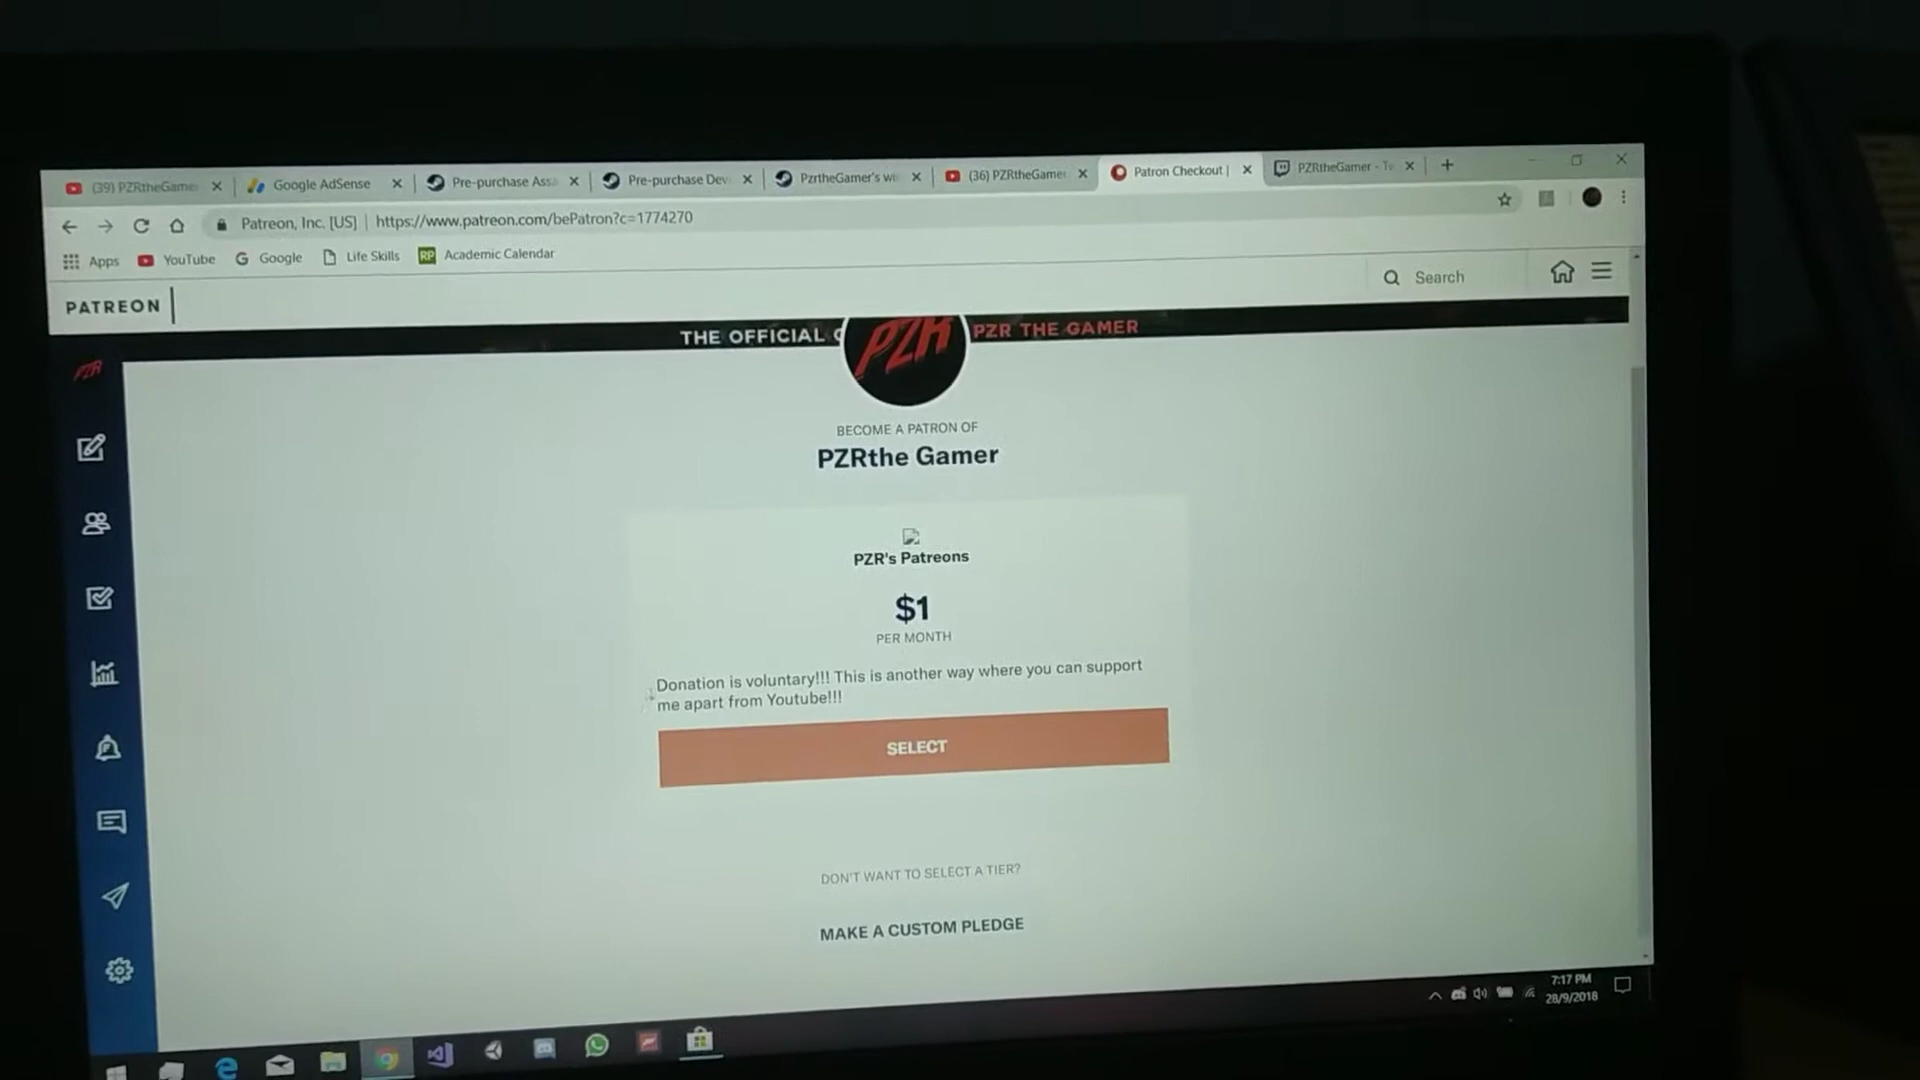 (39) PZRtheGame
Google AdSense
Pre-purchase Assa
Pre-purchase Dev
PzrtheGamer's wi
(36) PZRtheGamer
Patron Checkout |
PZRtheGamer - Tw
Patreon, Inc. [US] | https://www.patreon.com/bePatron?c=1774270
Apps YouTube Google Life Skills RP Academic Calendar
PATREON
Search
THE OFFICIAL
PZR
PZR THE GAMER
PZR
BECOME A PATRON OF
PZRthe Gamer
PZR's Patreons
$1
PER MONTH
Donation is voluntary!!! This is another way where you can support
me apart from Youtube!!!
SELECT
DON'T WANT TO SELECT A TIER?
MAKE A CUSTOM PLEDGE
7:17 PM
28/9/2018